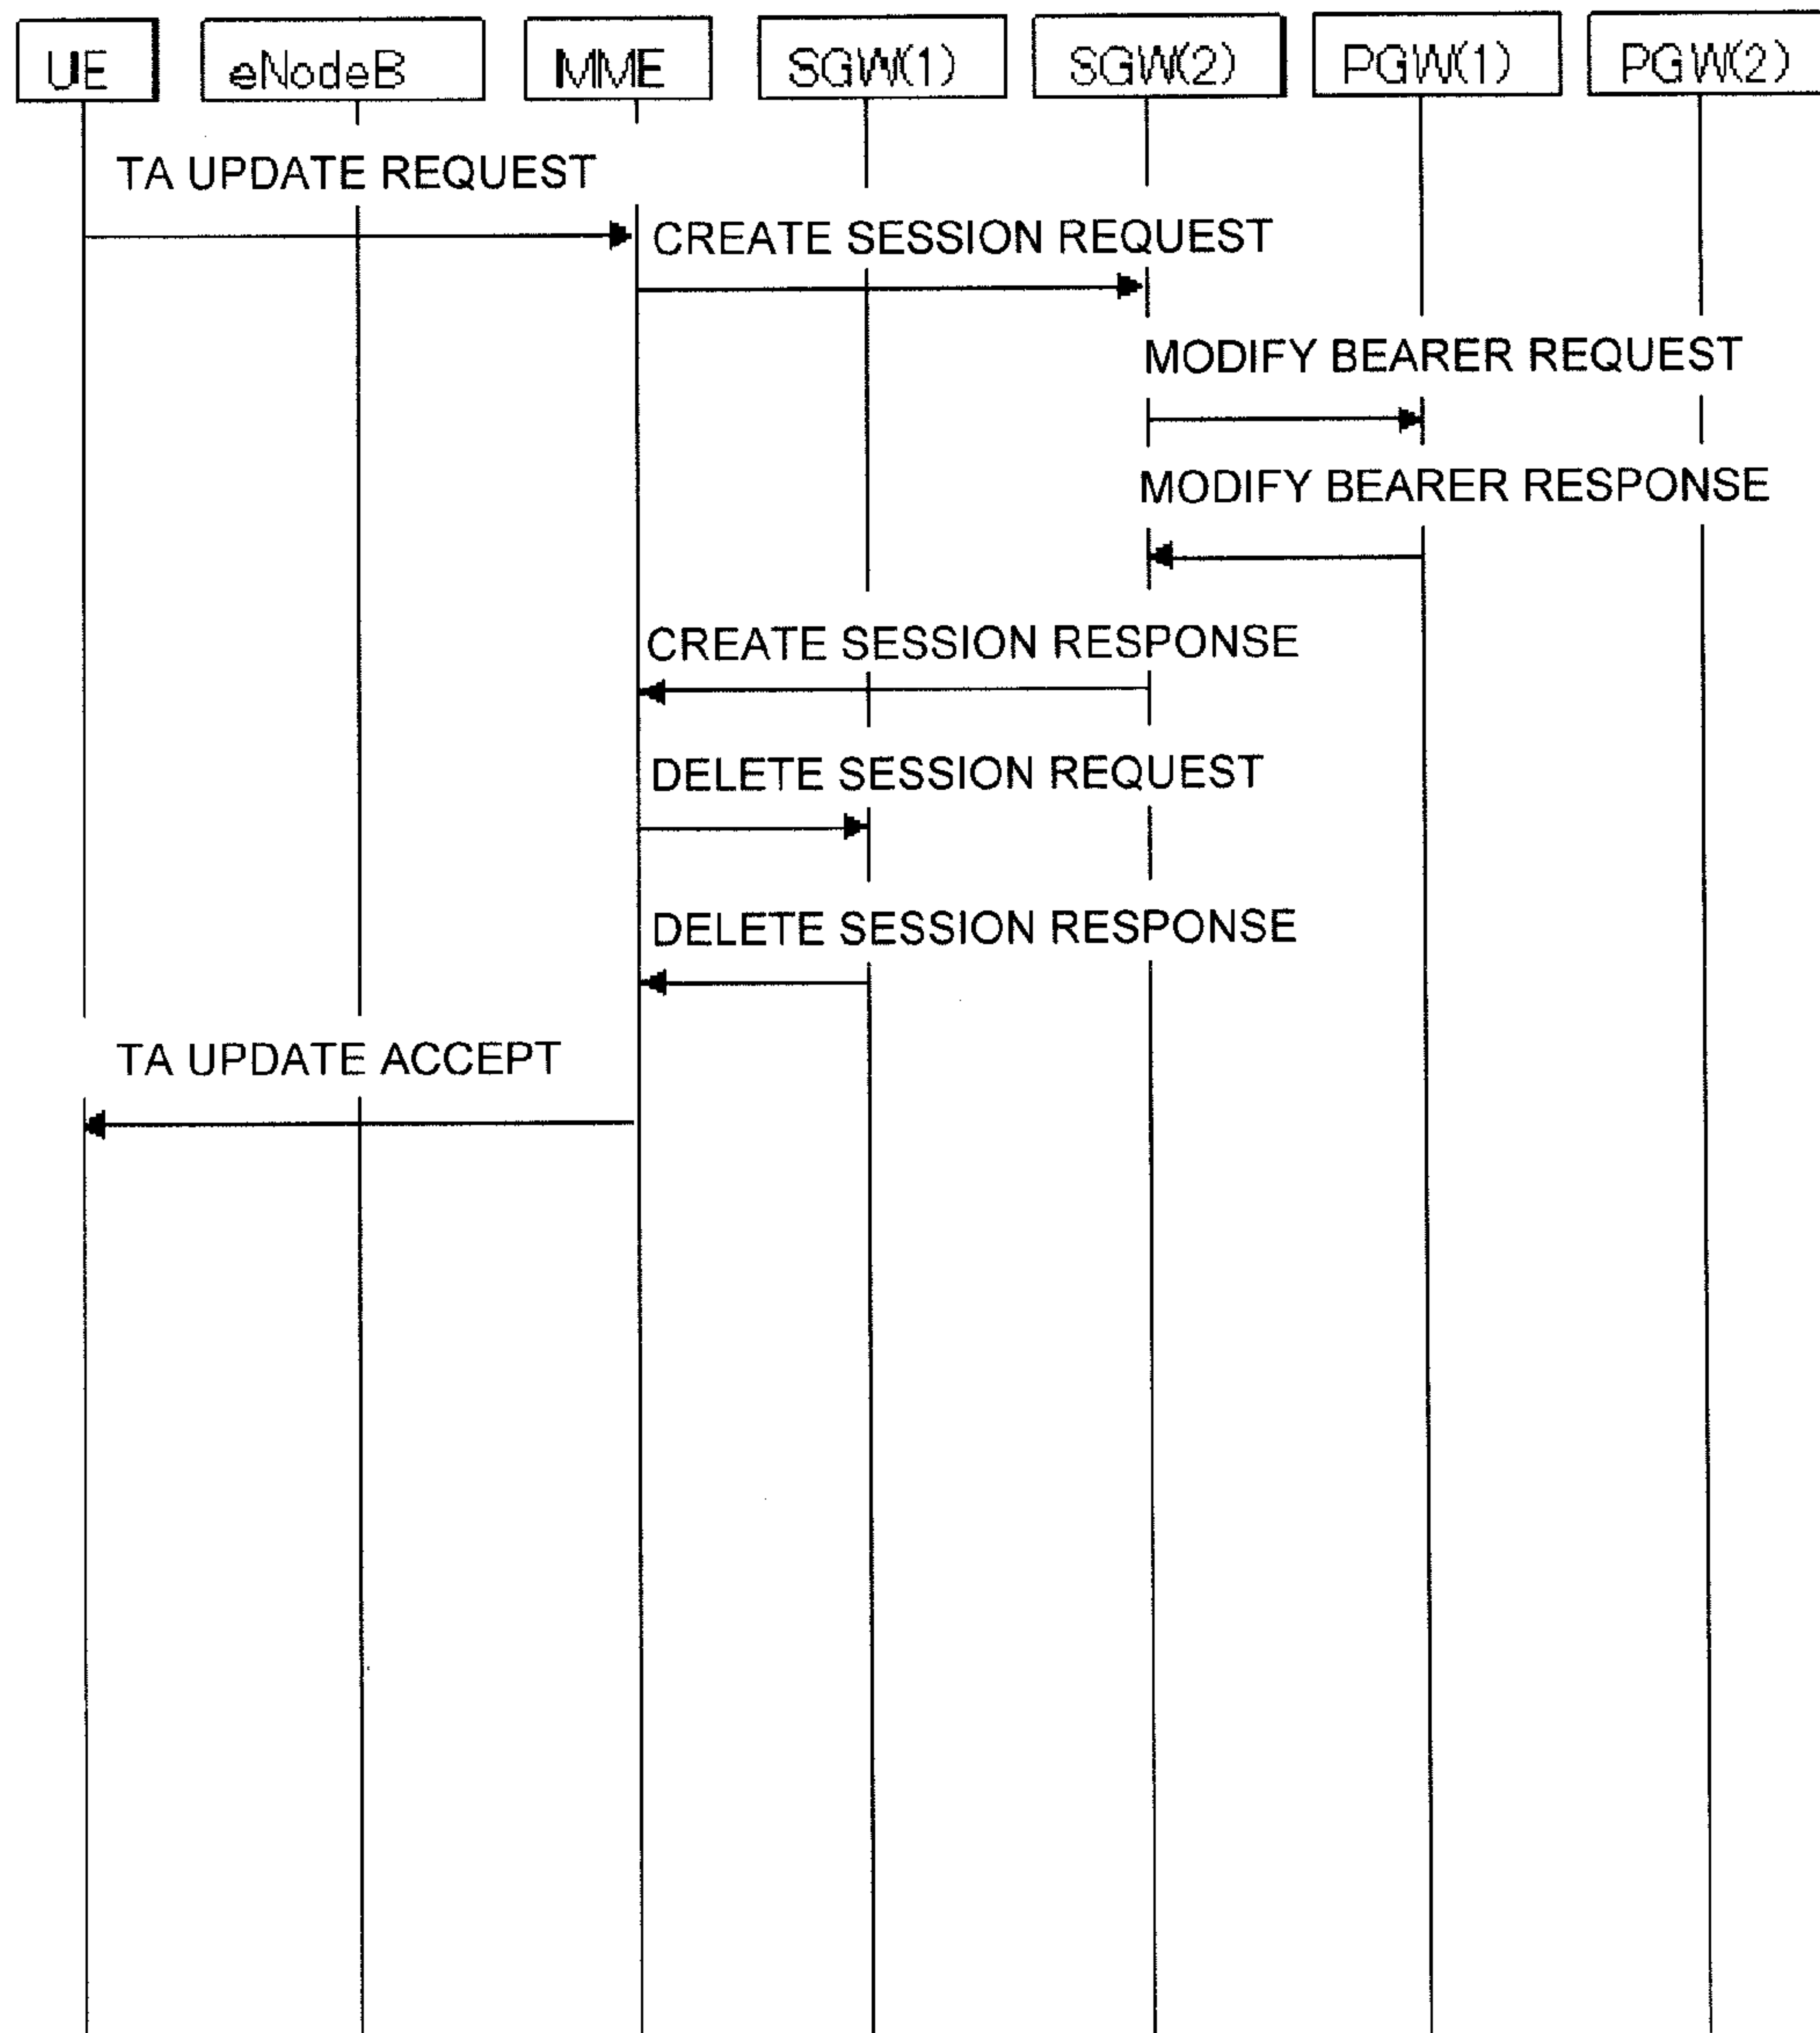 UE eNodeB MME SGW(1) SGW(2) PGW(1) PGW(2)
TA UPDATE REQUEST
CREATE SESSION REQUEST
MODIFY BEARER REQUEST
MODIFY BEARER RESPONSE
CREATE SESSION RESPONSE
DELETE SESSION REQUEST
DELETE SESSION RESPONSE
TA UPDATE ACCEPT